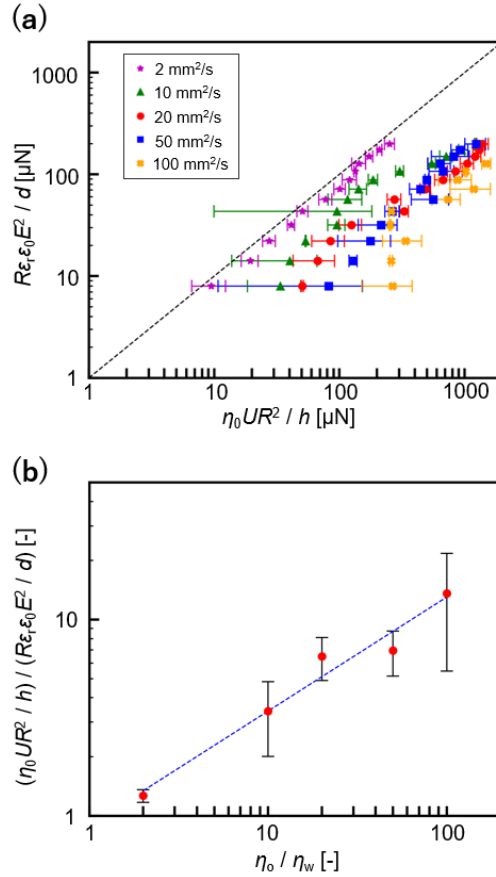 (a)
1000
100
10
1
2 mm²/s
10 mm²/s
20 mm²/s
50 mm²/s
100 mm²/s
Rεᵣε₀E² / d [μN]
1 10 100 1000
η₀UR² / h [μN]
(b)
10
1
(η₀UR² / h) / (Rεᵣε₀E² / d) [-]
1 10 100
ηₒ / η_w [-]